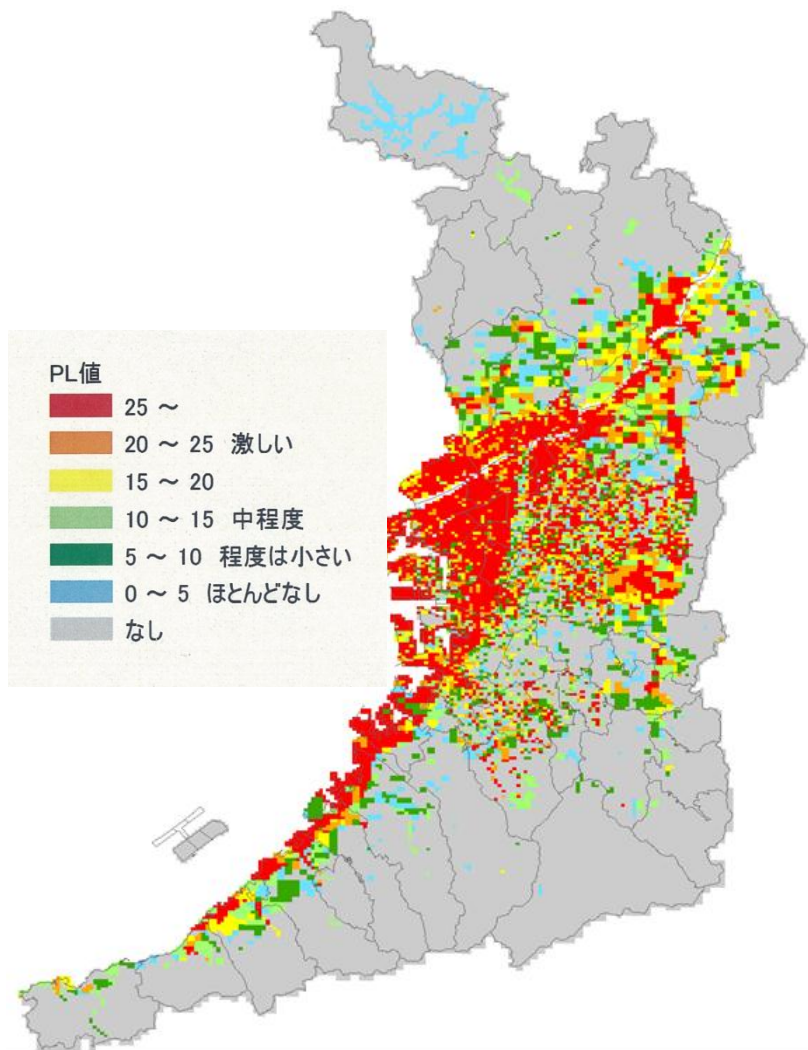 PL値
25 ～
20 ～ 25 激しい
15 ～ 20
10 ～ 15 中程度
5 ～ 10 程度は小さい
0 ～ 5 ほとんどなし
なし